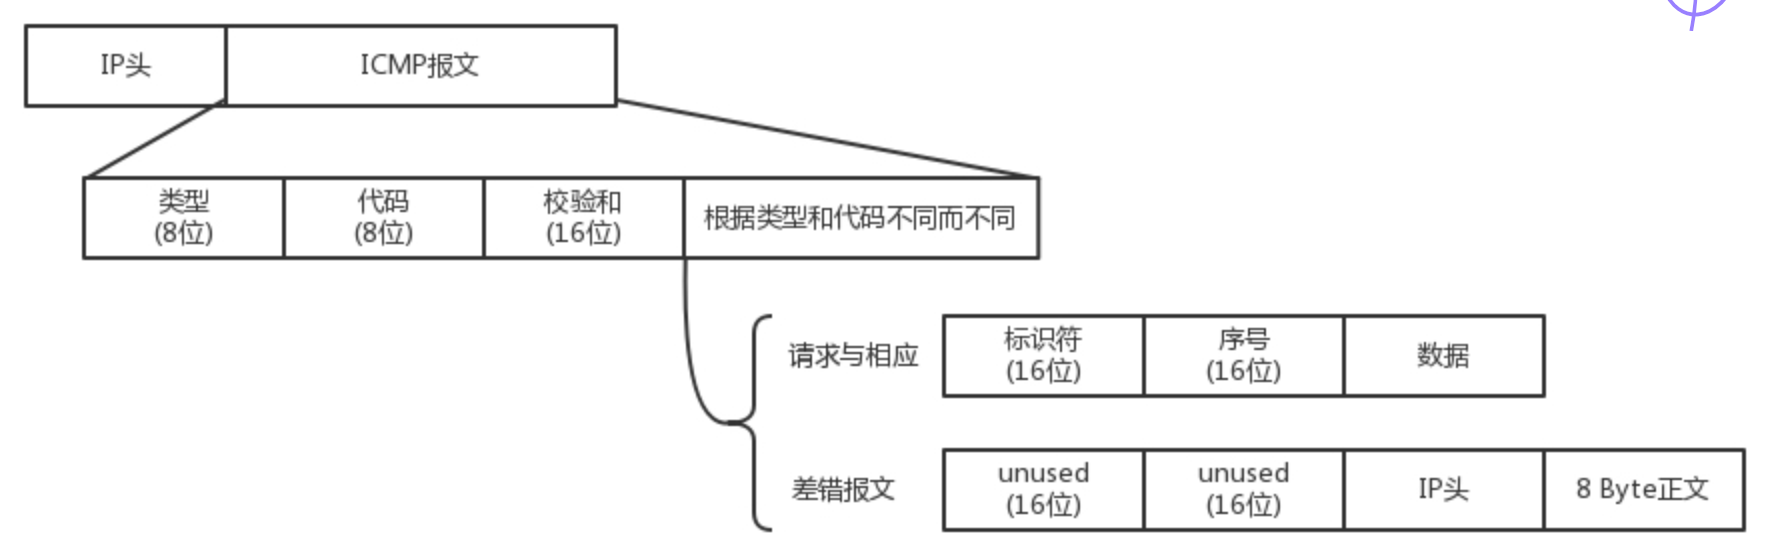 IP头
ICMP报文
类型
(8位)
代码
(8位)
校验和
(16位)
根据类型和代码不同而不同
请求与相应
标识符
(16位)
序号
(16位)
数据
差错报文
unused
(16位)
unused
(16位)
IP头
8 Byte正文